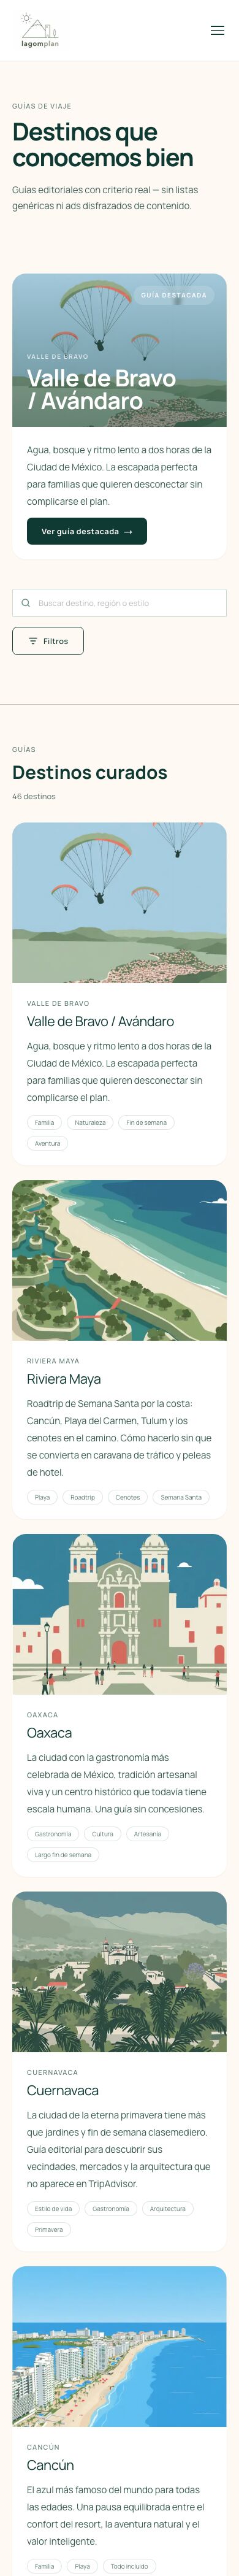 lagomplan
GUÍAS DE VIAJE
Destinos que
conocemos bien
Guías editoriales con criterio real — sin listas
genéricas ni ads disfrazados de contenido.
GUÍA DESTACADA
VALLE DE BRAVO
Valle de Bravo
/ Avándaro
Agua, bosque y ritmo lento a dos horas de la
Ciudad de México. La escapada perfecta
para familias que quieren desconectar sin
complicarse el plan.
Ver guía destacada →
Buscar destino, región o estilo
Filtros
GUÍAS
Destinos curados
46 destinos
VALLE DE BRAVO
Valle de Bravo / Avándaro
Agua, bosque y ritmo lento a dos horas de la
Ciudad de México. La escapada perfecta
para familias que quieren desconectar sin
complicarse el plan.
Familia Naturaleza Fin de semana
Aventura
RIVIERA MAYA
Riviera Maya
Roadtrip de Semana Santa por la costa:
Cancún, Playa del Carmen, Tulum y los
cenotes en el camino. Cómo hacerlo sin que
se convierta en caravana de tráfico y peleas
de hotel.
Playa Roadtrip Cenotes Semana Santa
OAXACA
Oaxaca
La ciudad con la gastronomía más
celebrada de México, tradición artesanal
viva y un centro histórico que todavía tiene
escala humana. Una guía sin concesiones.
Gastronomía Cultura Artesanía
Largo fin de semana
CUERNAVACA
Cuernavaca
La ciudad de la eterna primavera tiene más
que jardines y fin de semana clasemediero.
Guía editorial para descubrir sus
vecindades, mercados y la arquitectura que
no aparece en TripAdvisor.
Estilo de vida Gastronomía Arquitectura
Primavera
CANCÚN
Cancún
El azul más famoso del mundo para todas
las edades. Una pausa equilibrada entre el
confort del resort, la aventura natural y el
valor inteligente.
Familia Playa Todo incluido